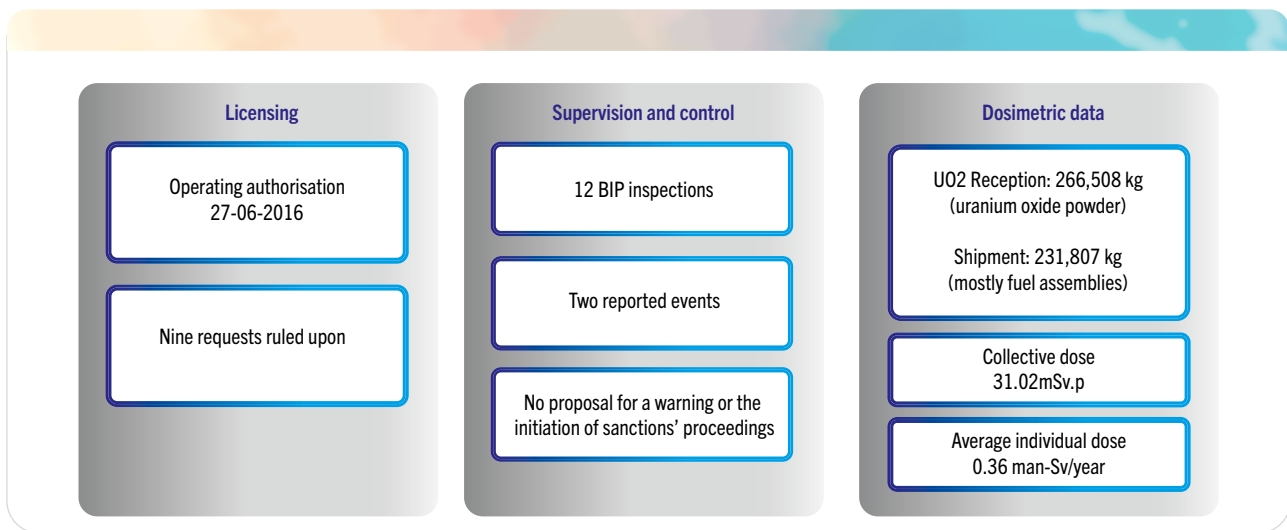 Licensing
Operating authorisation
27-06-2016
Nine requests ruled upon
Supervision and control
12 BIP inspections
Two reported events
No proposal for a warning or the
initiation of sanctions’ proceedings
Dosimetric data
UO2 Reception: 266,508 kg
(uranium oxide powder)
Shipment: 231,807 kg
(mostly fuel assemblies)
Collective dose
31.02mSv.p
Average individual dose
0.36 man-Sv/year